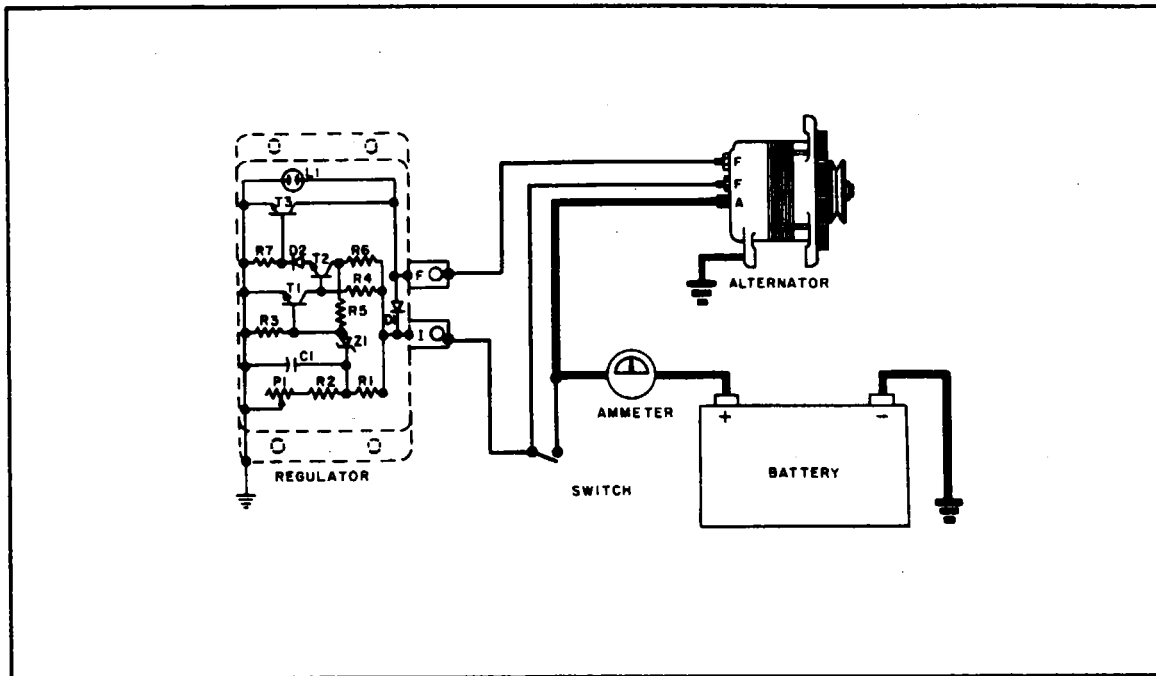 L1
T3
R7 D2 T2 R6
R4
T1
R5
R3
Z1
C1
P1 R2 R1
D1
F
I
REGULATOR
F
F
A
ALTERNATOR
AMMETER
SWITCH
+ −
BATTERY